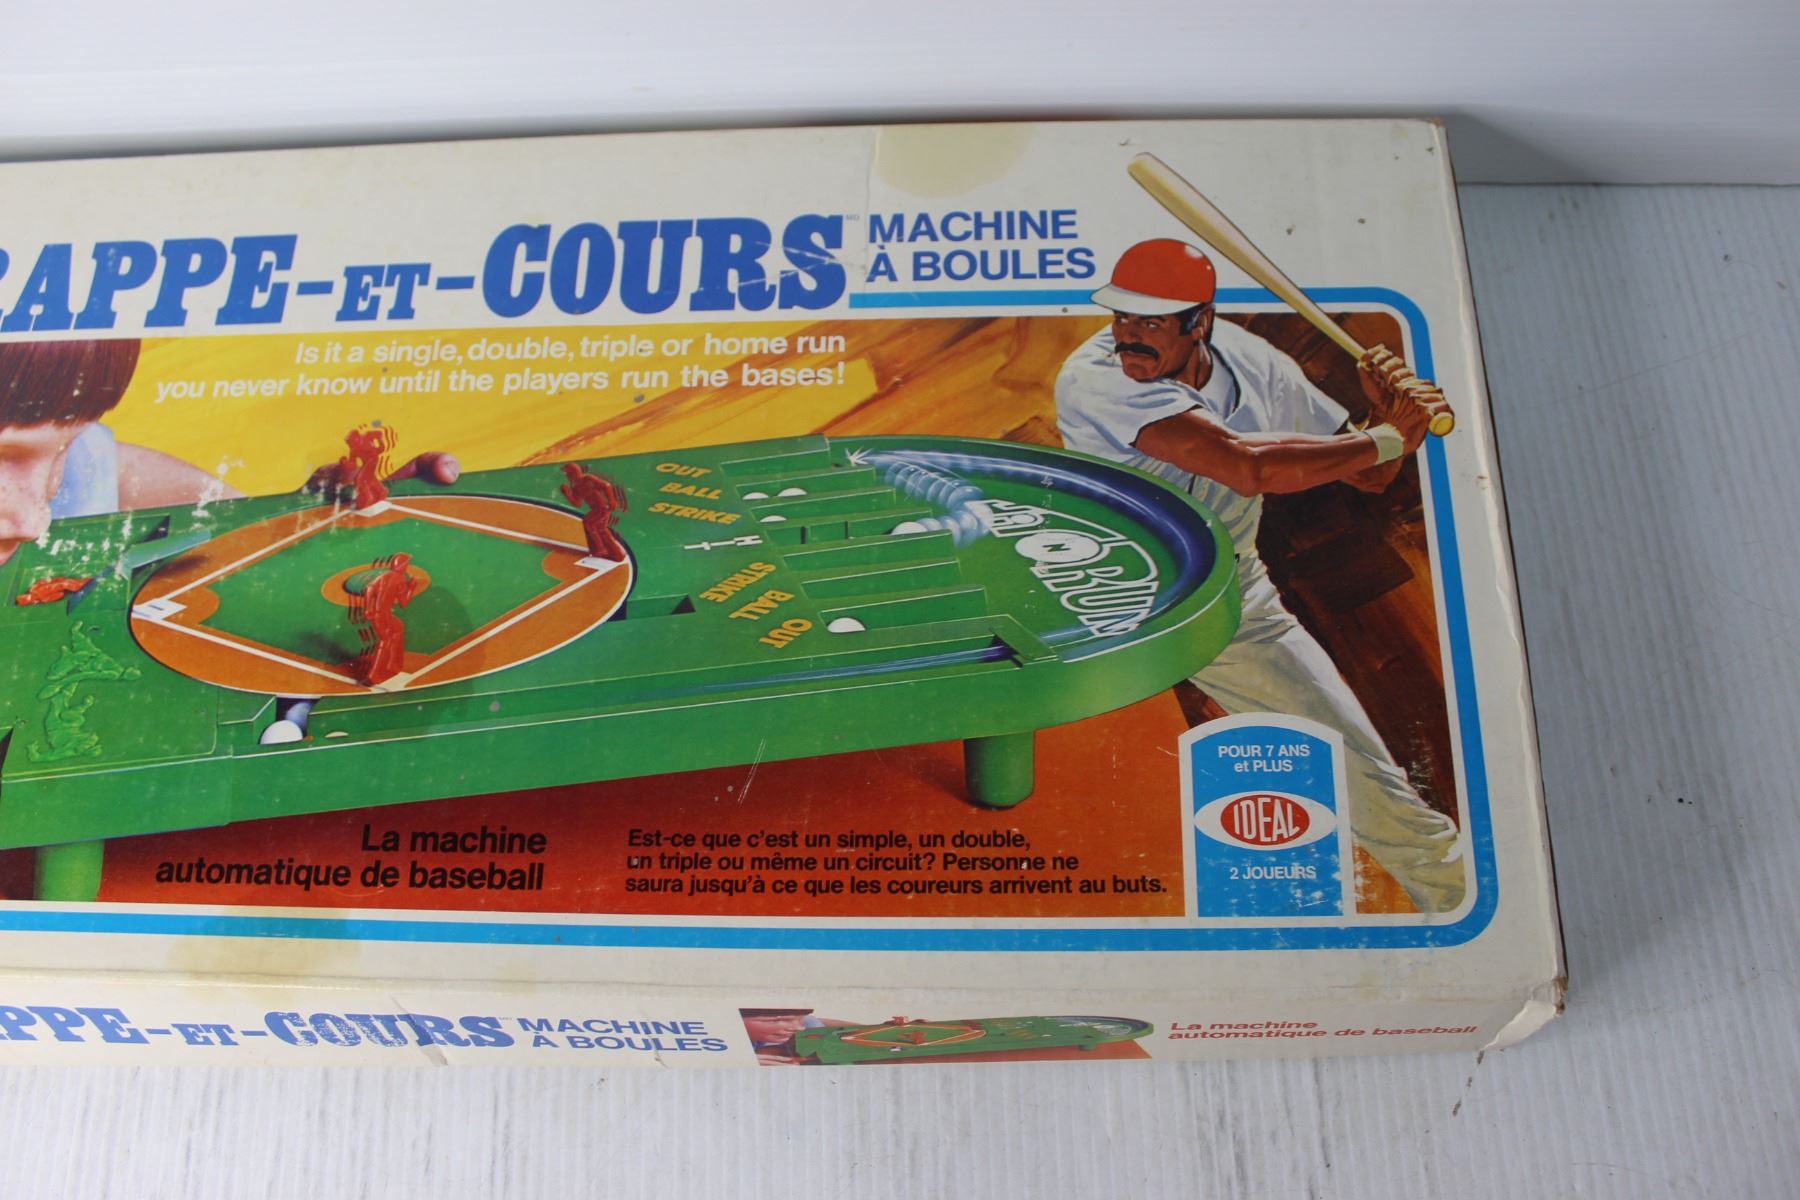 RAPPE-ET-COURS MD
MACHINE
À BOULES
Is it a single, double, triple or home run
you never know until the players run the bases!
OUT
BALL
STRIKE
HIT
STRIKE
BALL
OUT
RUN
La machine
automatique de baseball
Est-ce que c'est un simple, un double,
un triple ou même un circuit? Personne ne
saura jusqu'à ce que les coureurs arrivent au buts.
POUR 7 ANS
et PLUS
IDEAL
2 JOUEURS
PPE-ET-COURS MD
MACHINE
À BOULES
La machine
automatique de baseball